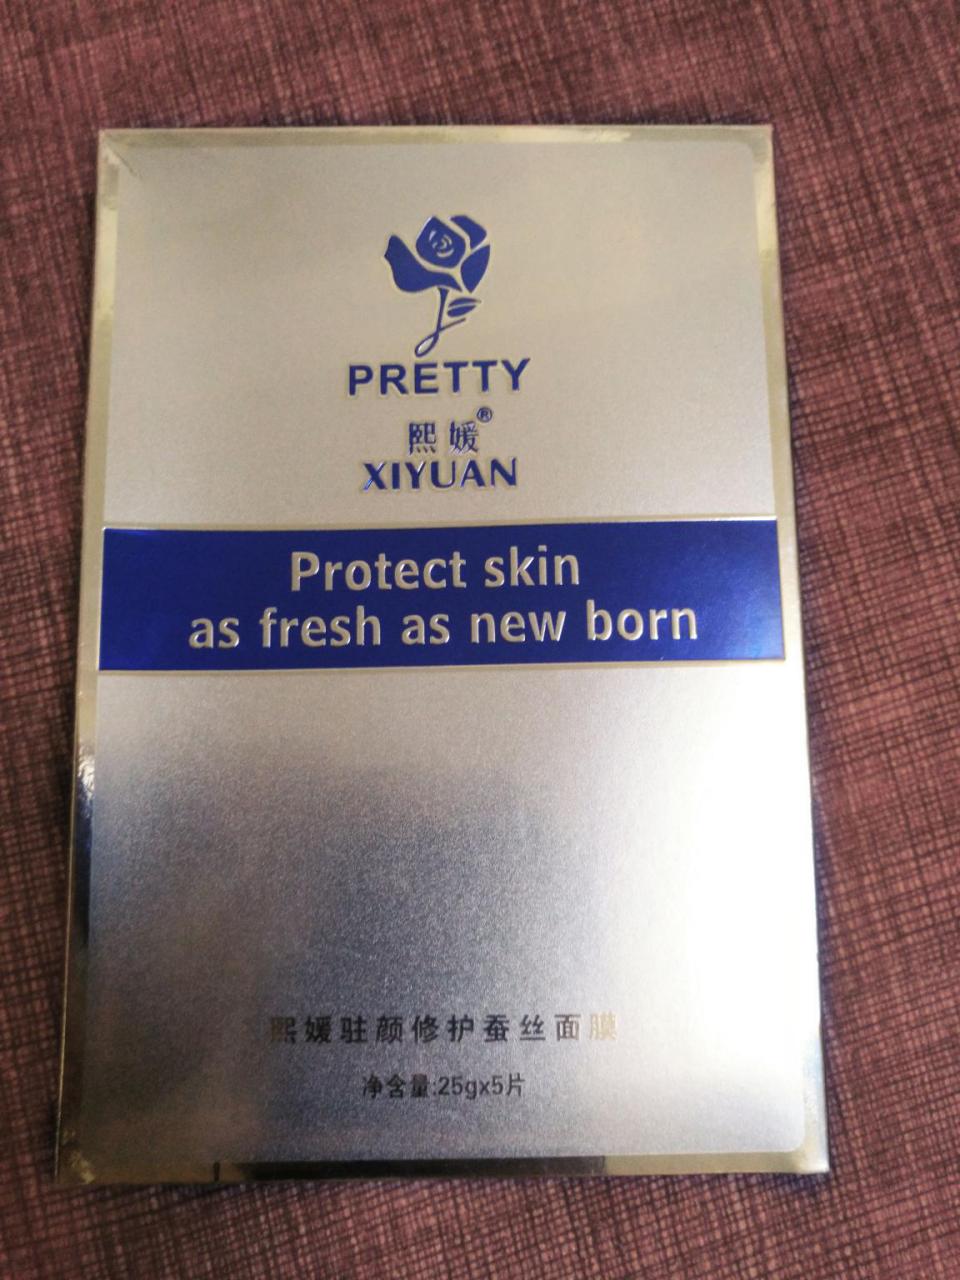 PRETTY
熙媛®
XIYUAN
Protect skin
as fresh as new born
熙媛驻颜修护蚕丝面膜
净含量:25gx5片